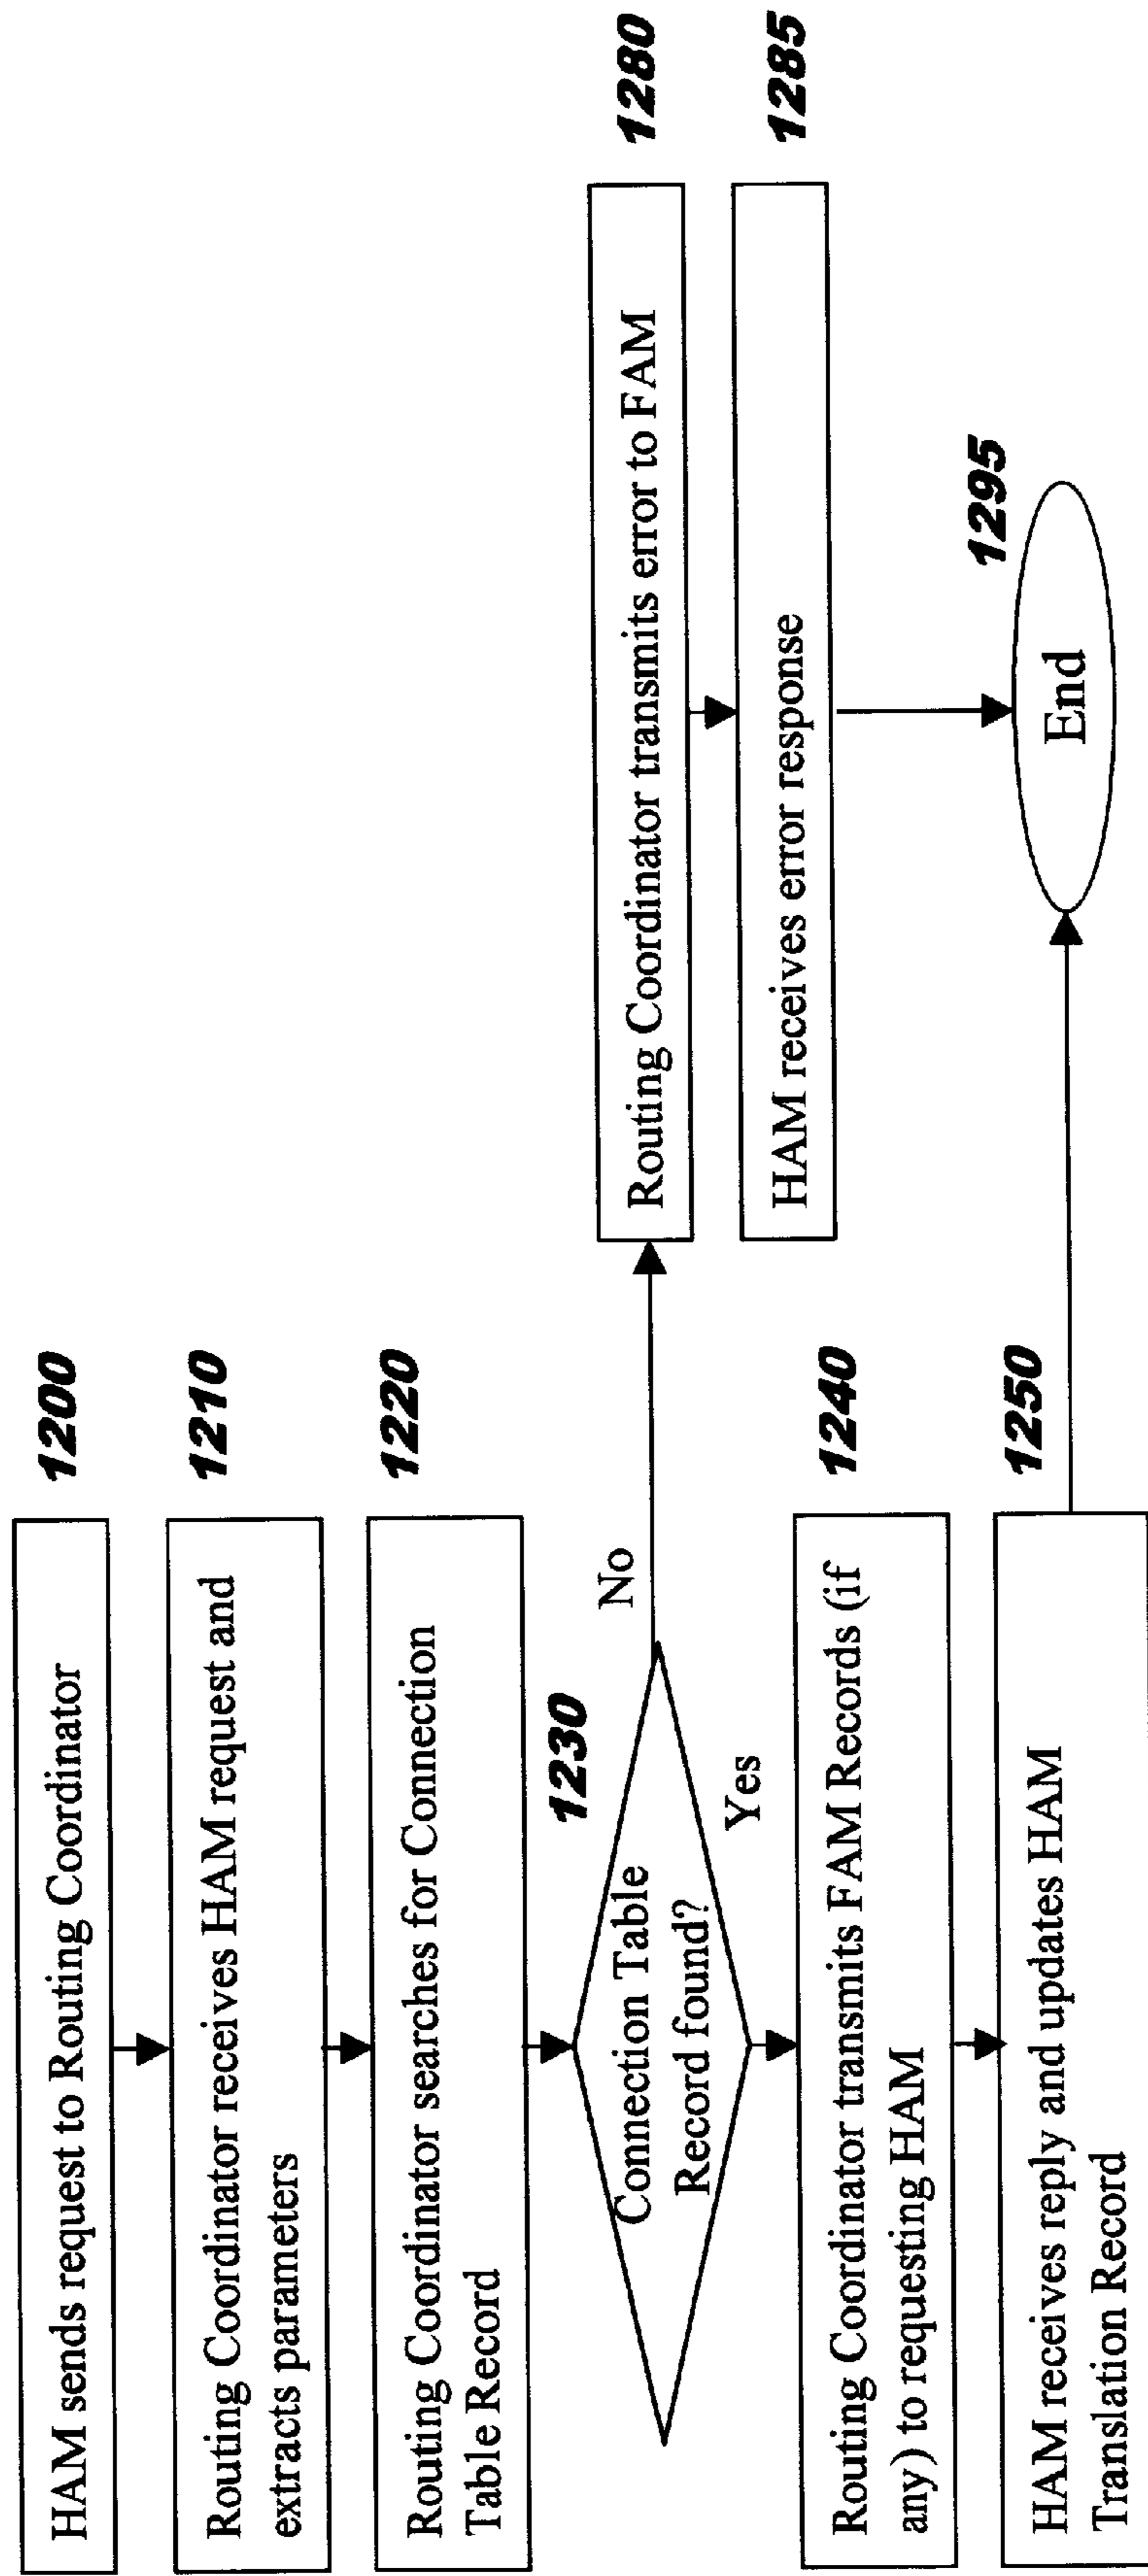 HAM sends request to Routing Coordinator
1200
Routing Coordinator receives HAM request and
extracts parameters
1210
Routing Coordinator searches for Connection
Table Record
1220
Connection Table
Record found?
1230
No
Yes
Routing Coordinator transmits FAM Records (if
any) to requesting HAM
1240
HAM receives reply and updates HAM
Translation Record
1250
Routing Coordinator transmits error to FAM
1280
HAM receives error response
1285
End
1295